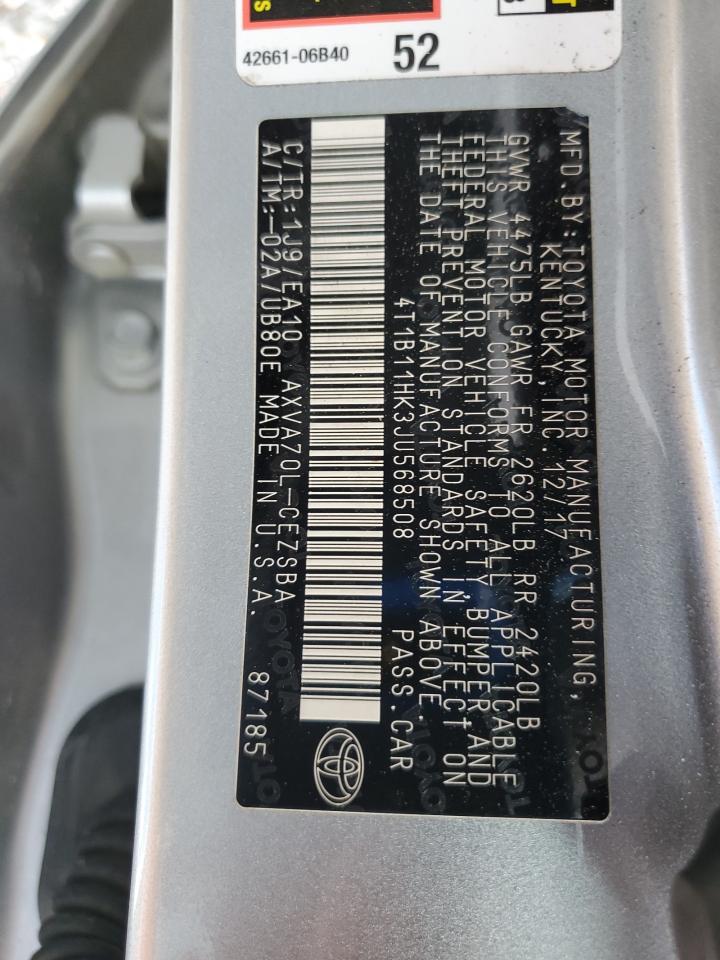 42661-06B40 52
MFD.BY:TOYOTA MOTOR MANUFACTURING,
KENTUCKY,INC. 12/17
GVWR 4475LB GAWR FR 2620LB RR 2420LB
THIS VEHICLE CONFORMS TO ALL APPLICABLE
FEDERAL MOTOR VEHICLE SAFETY,BUMPER,AND
THEFT PREVENTION STANDARDS IN EFFECT ON
THE DATE OF MANUFACTURE SHOWN ABOVE.
4T1B11HK3JU568508 PASS.CAR
C/TR:1J9/EA10 AXVA70L-CEZSBA
A/TM:-02A/UB80E MADE IN U.S.A. 87185